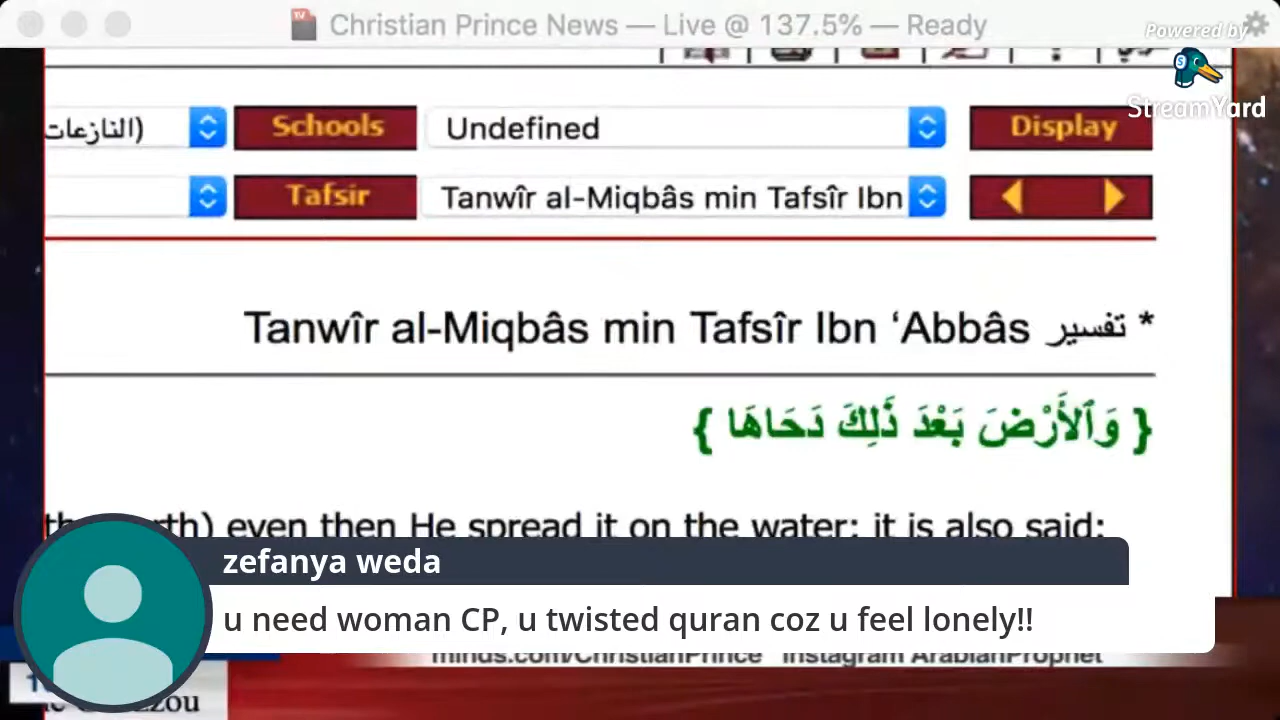 Christian Prince News — Live @ 137.5% — Ready
Powered by
StreamYard
(النازعات
Schools
Undefined
Display
Tafsir
Tanwîr al-Miqbâs min Tafsîr Ibn
* تفسير Tanwîr al-Miqbâs min Tafsîr Ibn ‘Abbâs
{ وَٱلأَرْضَ بَعْدَ ذَلِكَ دَحَاهَا }
even then He spread it on the water; it is also said:
zefanya weda
u need woman CP, u twisted quran coz u feel lonely!!
minds.com/ChristianPrince Instagram ArabianProphet